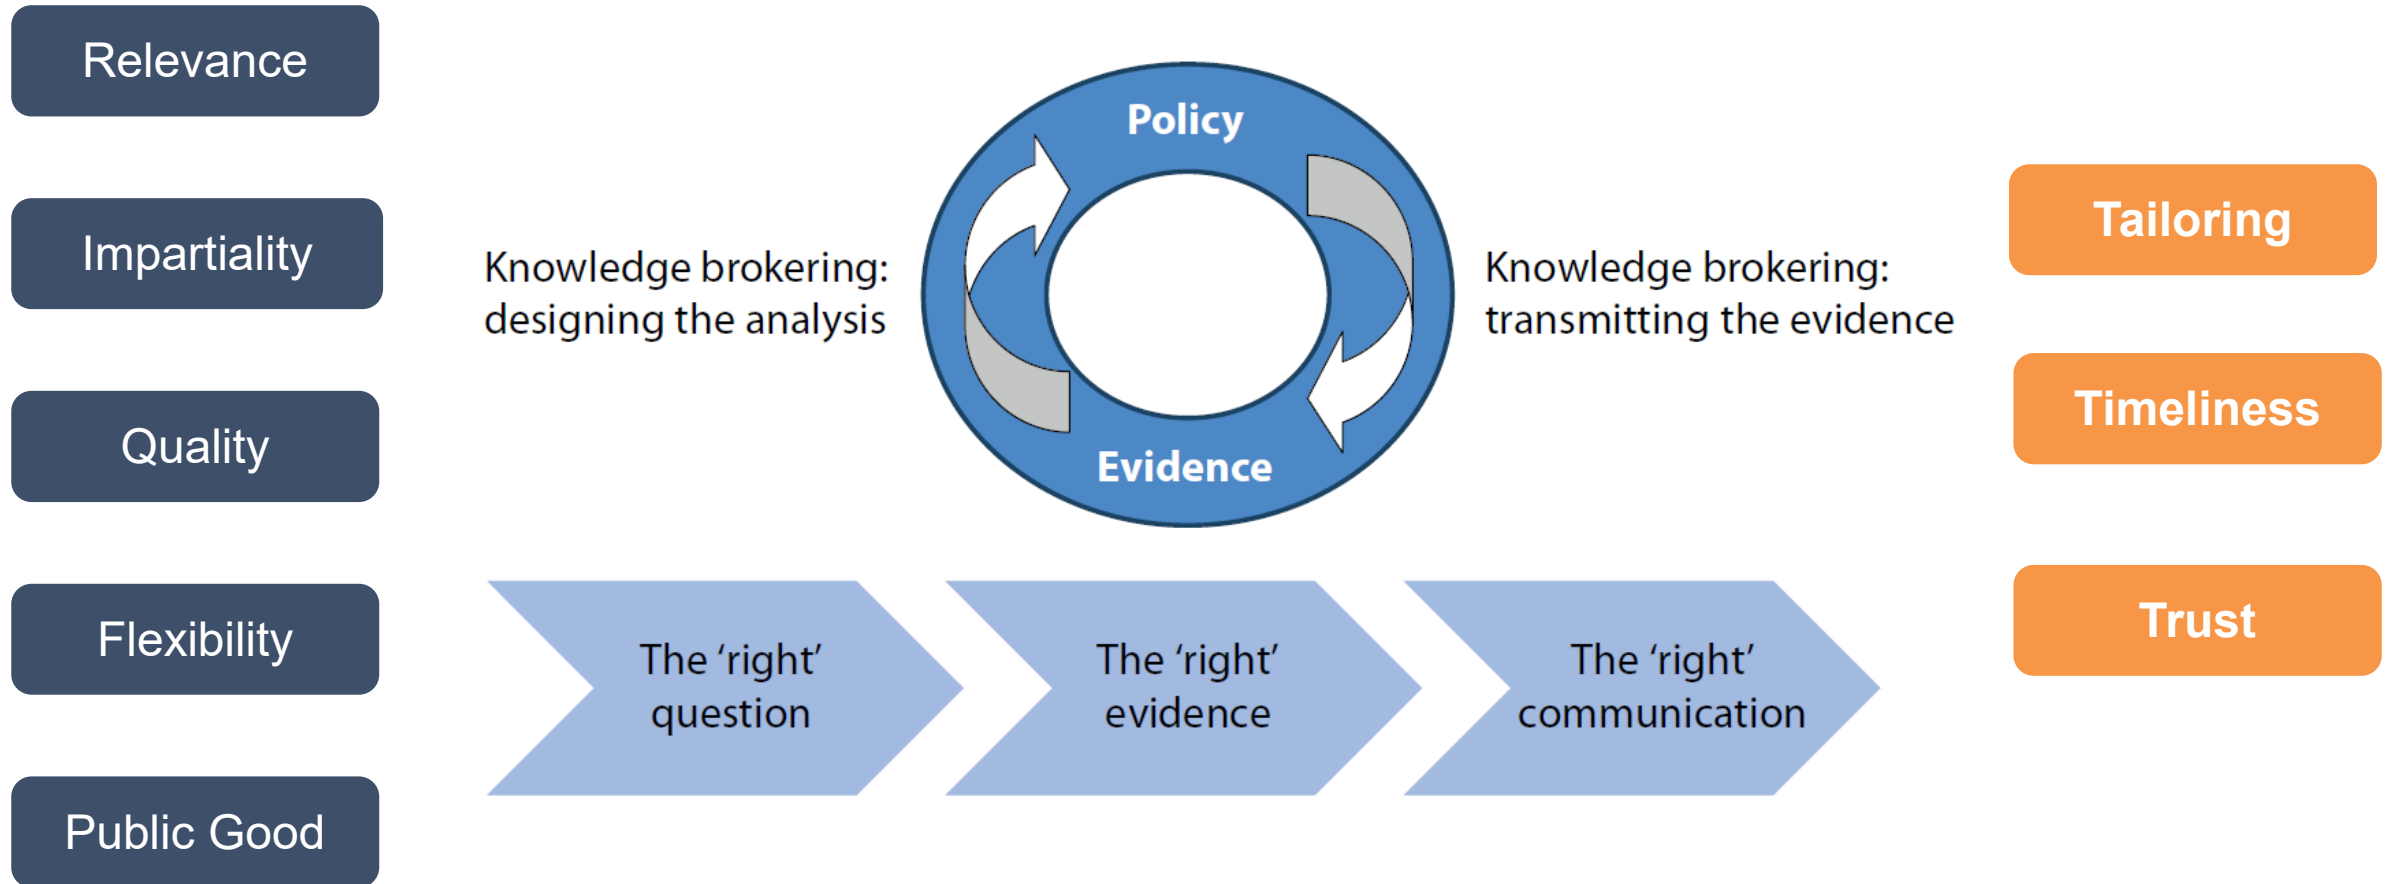 Relevance
Impartiality
Quality
Flexibility
Public Good
Policy
Evidence
Knowledge brokering:
designing the analysis
Knowledge brokering:
transmitting the evidence
The ‘right’
question
The ‘right’
evidence
The ‘right’
communication
Tailoring
Timeliness
Trust